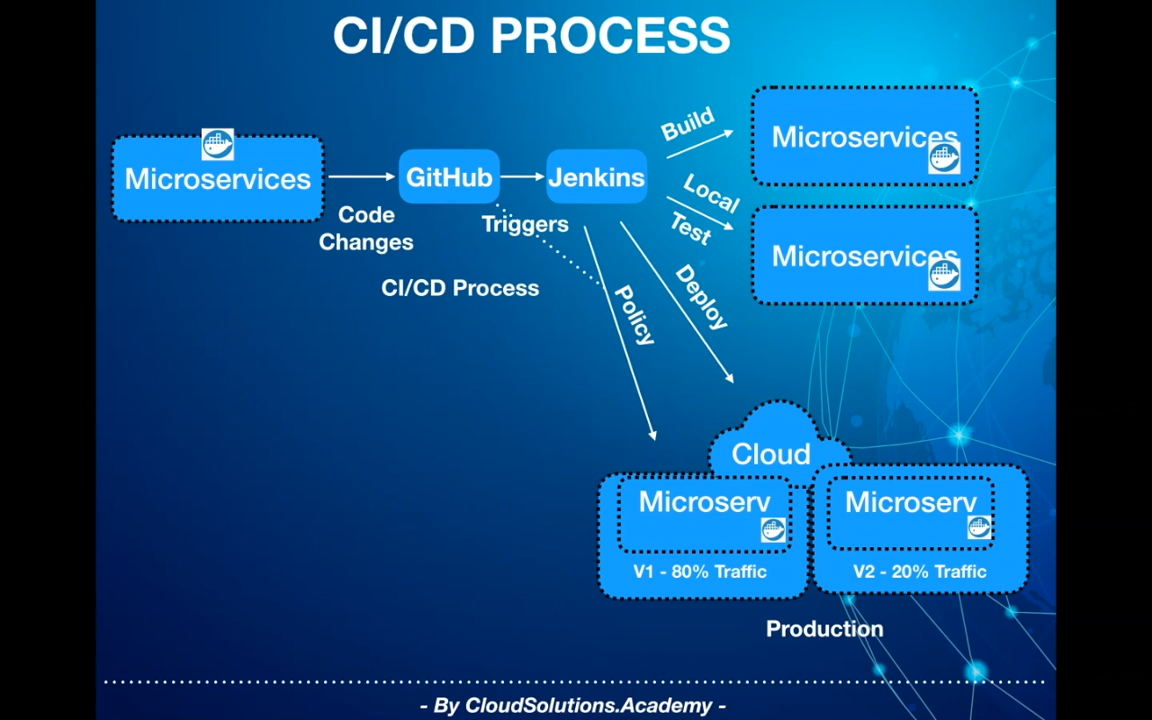 CI/CD PROCESS
Microservices
Code
Changes
GitHub
Triggers
Jenkins
CI/CD Process
Build
Local
Test
Policy
Deploy
Microservices
Microservices
Cloud
Microserv
V1 - 80% Traffic
Microserv
V2 - 20% Traffic
Production
- By CloudSolutions.Academy -